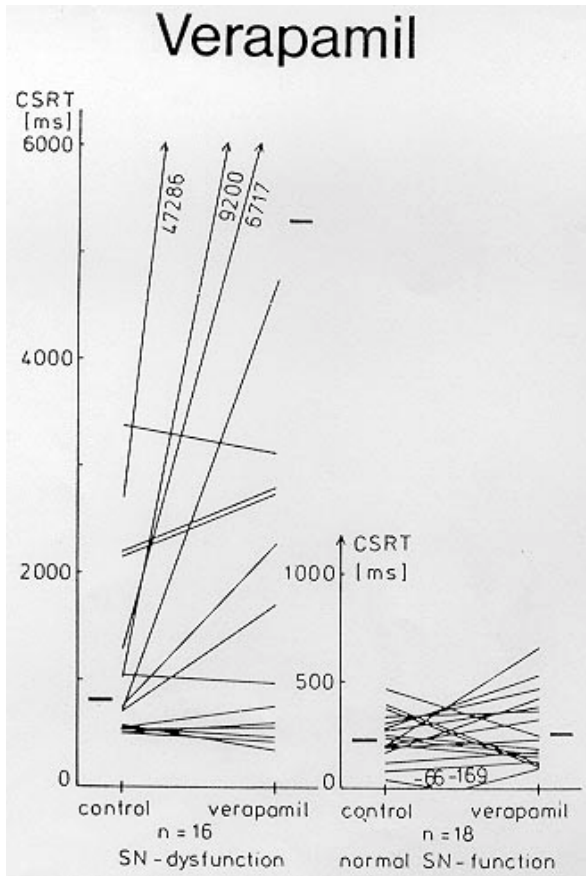 Verapamil
CSRT
[ms]
6000
47286
9200
6717
4000
2000
0
control
verapamil
n = 16
SN-dysfunction
CSRT
[ms]
1000
500
0
-66 -169
control
verapamil
n = 18
normal SN-function